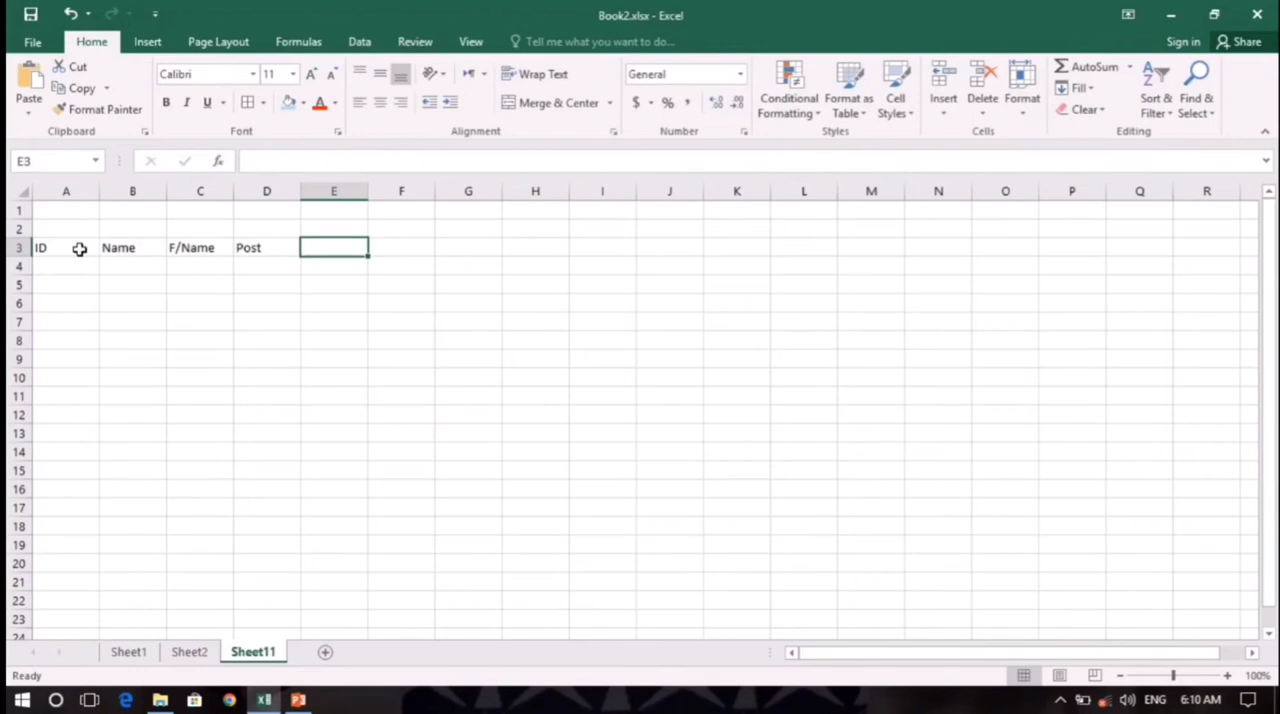 Book2.xlsx - Excel
File Home Insert Page Layout Formulas Data Review View Tell me what you want to do... Sign in Share
Paste
Cut
Copy
Format Painter
Clipboard
Calibri 11
B I U
Font
Wrap Text
Merge & Center
Alignment
General
$ %
Number
Conditional Formatting
Format as Table
Cell Styles
Styles
Insert Delete Format
Cells
AutoSum
Fill
Clear
Sort & Filter
Find & Select
Editing
E3 fx
A B C D E F G H I J K L M N O P Q R
1
2
3 ID Name F/Name Post
4
5
6
7
8
9
10
11
12
13
14
15
16
17
18
19
20
21
22
23
24
Sheet1 Sheet2 Sheet11
Ready 100%
ENG 6:10 AM